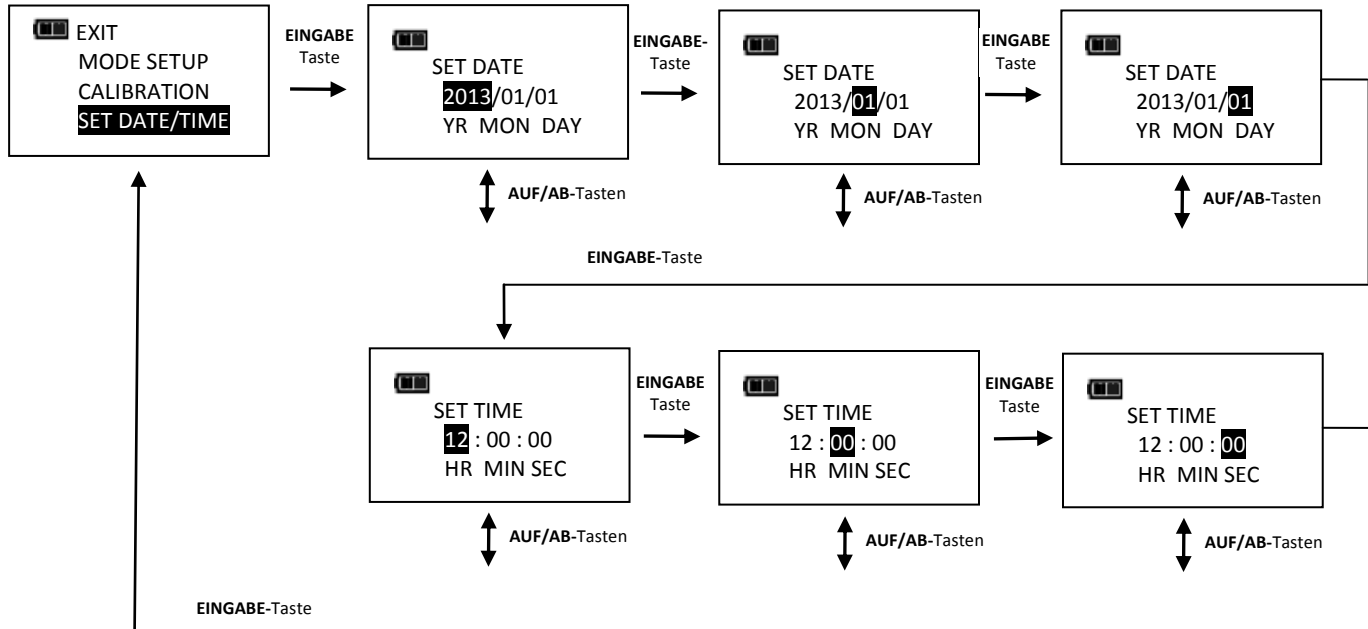 EXIT
MODE SETUP
CALIBRATION
SET DATE/TIME
EINGABE
Taste
SET DATE
2013/01/01
YR MON DAY
AUF/AB-Tasten
EINGABE-
Taste
SET DATE
2013/01/01
YR MON DAY
AUF/AB-Tasten
EINGABE
Taste
SET DATE
2013/01/01
YR MON DAY
AUF/AB-Tasten
EINGABE-Taste
SET TIME
12 : 00 : 00
HR MIN SEC
AUF/AB-Tasten
EINGABE
Taste
SET TIME
12 : 00 : 00
HR MIN SEC
AUF/AB-Tasten
EINGABE
Taste
SET TIME
12 : 00 : 00
HR MIN SEC
AUF/AB-Tasten
EINGABE-Taste